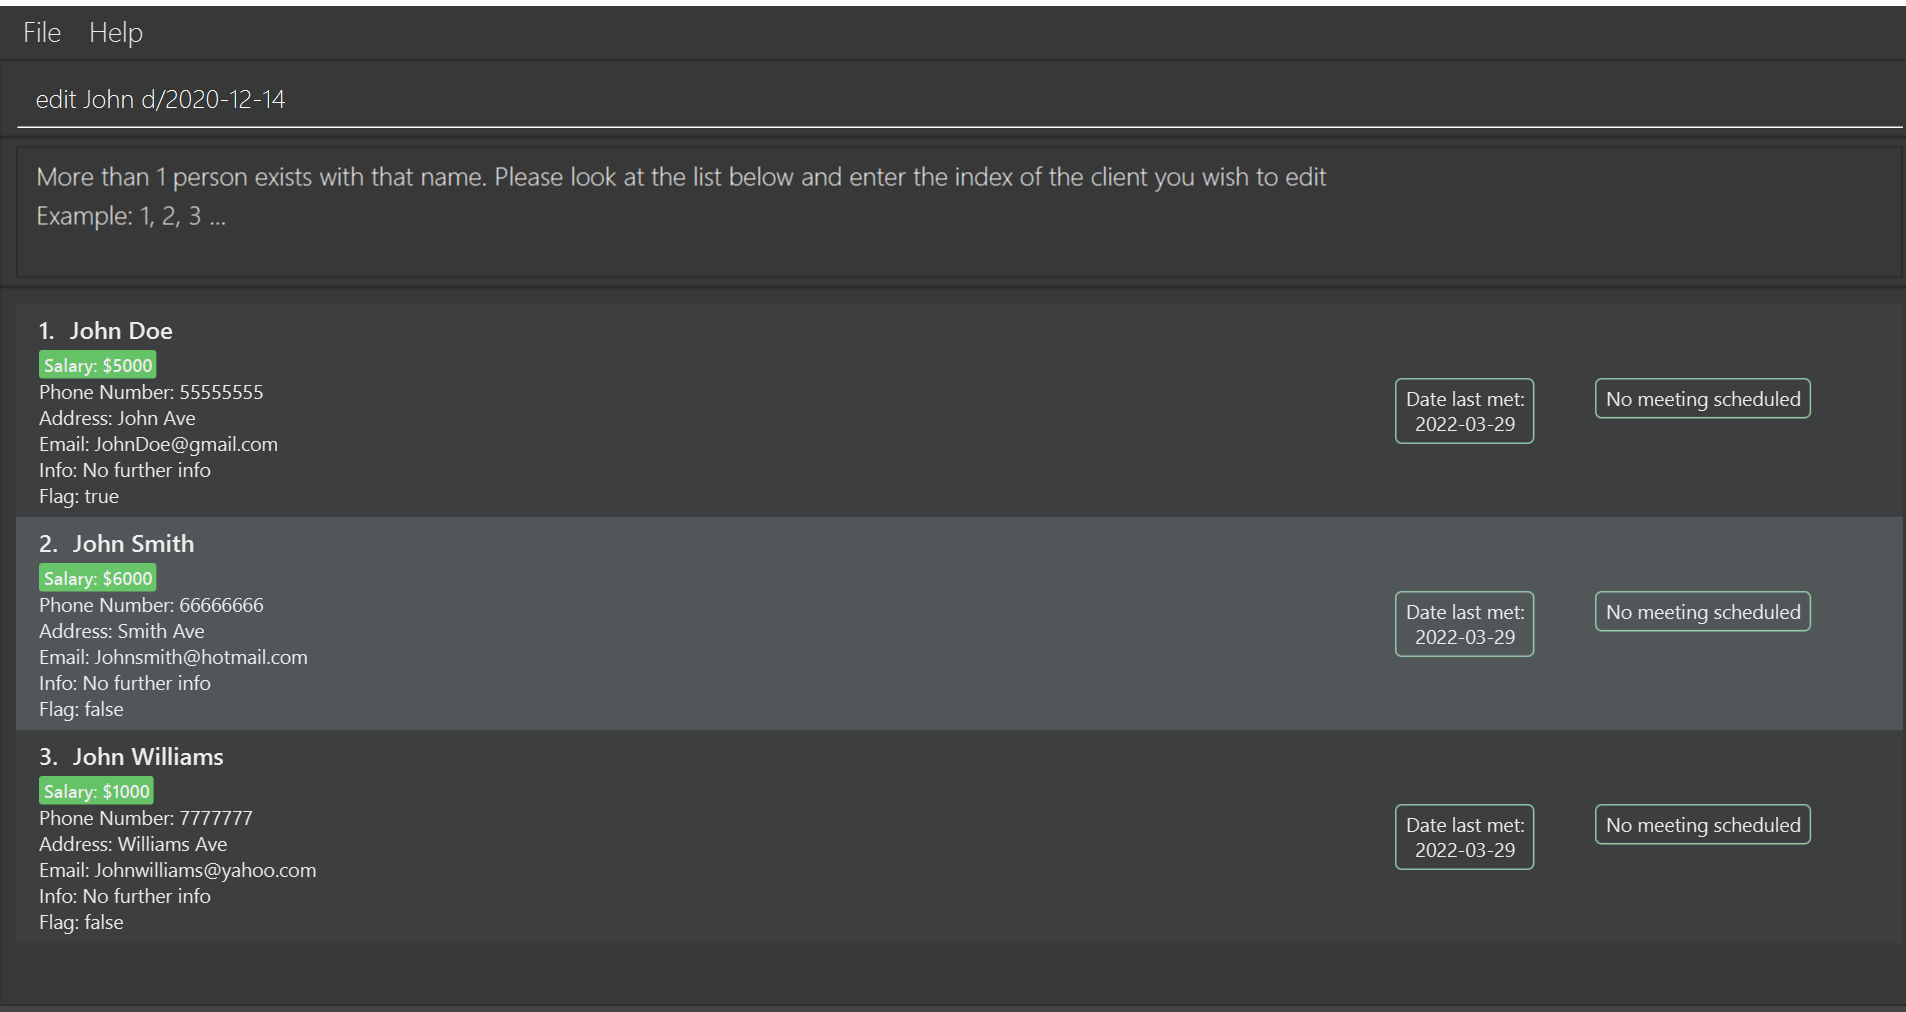 File Help
edit John d/2020-12-14
More than 1 person exists with that name. Please look at the list below and enter the index of the client you wish to edit
Example: 1, 2, 3 ...
1. John Doe
Salary: $5000
Phone Number: 55555555
Address: John Ave
Email: JohnDoe@gmail.com
Info: No further info
Flag: true
Date last met:
2022-03-29
No meeting scheduled
2. John Smith
Salary: $6000
Phone Number: 66666666
Address: Smith Ave
Email: Johnsmith@hotmail.com
Info: No further info
Flag: false
Date last met:
2022-03-29
No meeting scheduled
3. John Williams
Salary: $1000
Phone Number: 7777777
Address: Williams Ave
Email: Johnwilliams@yahoo.com
Info: No further info
Flag: false
Date last met:
2022-03-29
No meeting scheduled